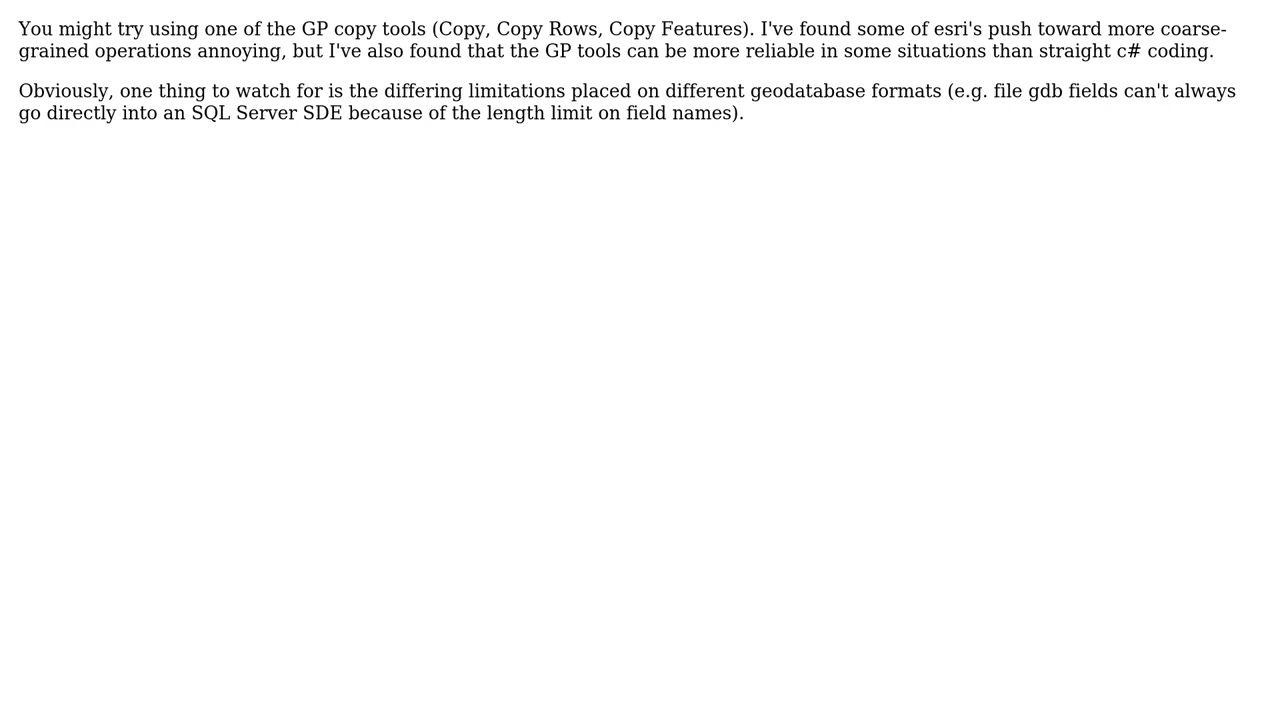 You might try using one of the GP copy tools (Copy, Copy Rows, Copy Features). I've found some of esri's push toward more coarse-
grained operations annoying, but I've also found that the GP tools can be more reliable in some situations than straight c# coding.
Obviously, one thing to watch for is the differing limitations placed on different geodatabase formats (e.g. file gdb fields can't always
go directly into an SQL Server SDE because of the length limit on field names).